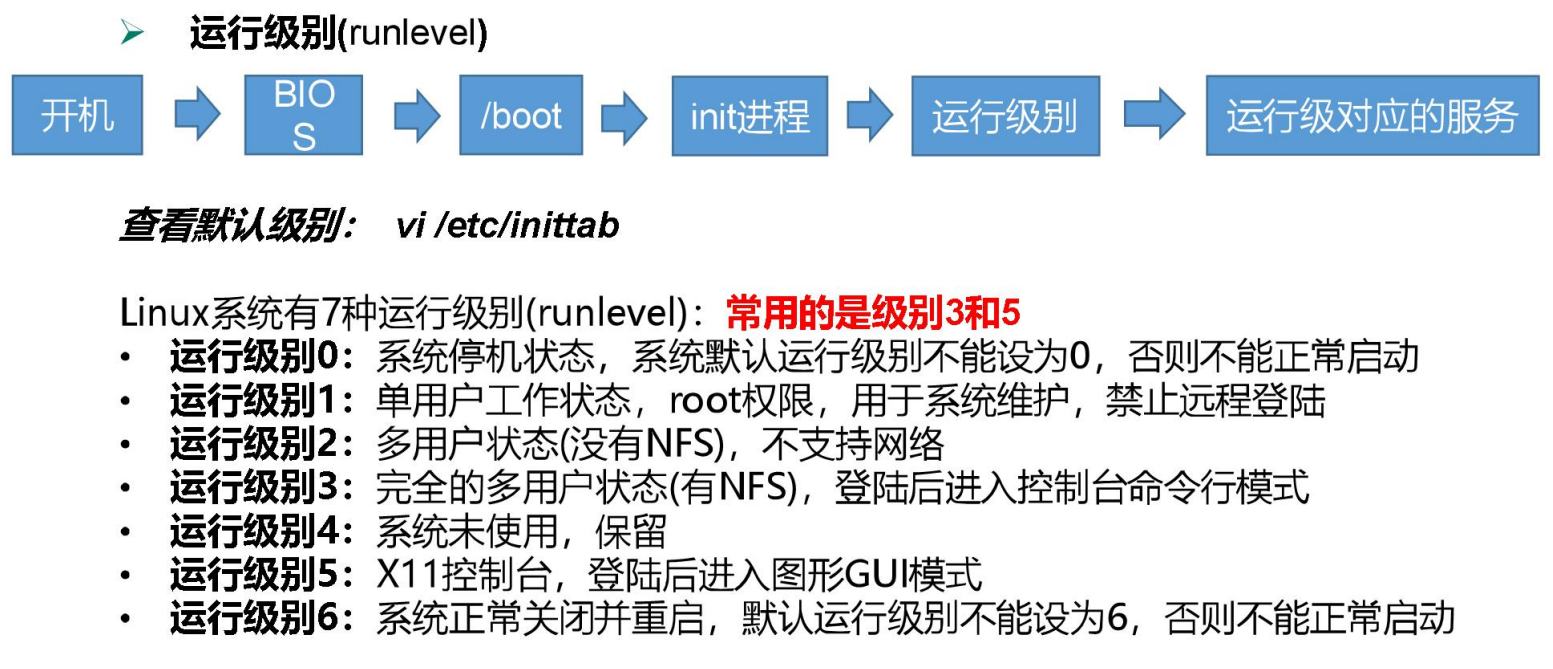 ➢ 运行级别(runlevel)
开机
BIO
S
/boot
init进程
运行级别
运行级对应的服务
查看默认级别： vi /etc/inittab
Linux系统有7种运行级别(runlevel)：常用的是级别3和5
• 运行级别0：系统停机状态，系统默认运行级别不能设为0，否则不能正常启动
• 运行级别1：单用户工作状态，root权限，用于系统维护，禁止远程登陆
• 运行级别2：多用户状态(没有NFS)，不支持网络
• 运行级别3：完全的多用户状态(有NFS)，登陆后进入控制台命令行模式
• 运行级别4：系统未使用，保留
• 运行级别5：X11控制台，登陆后进入图形GUI模式
• 运行级别6：系统正常关闭并重启，默认运行级别不能设为6，否则不能正常启动